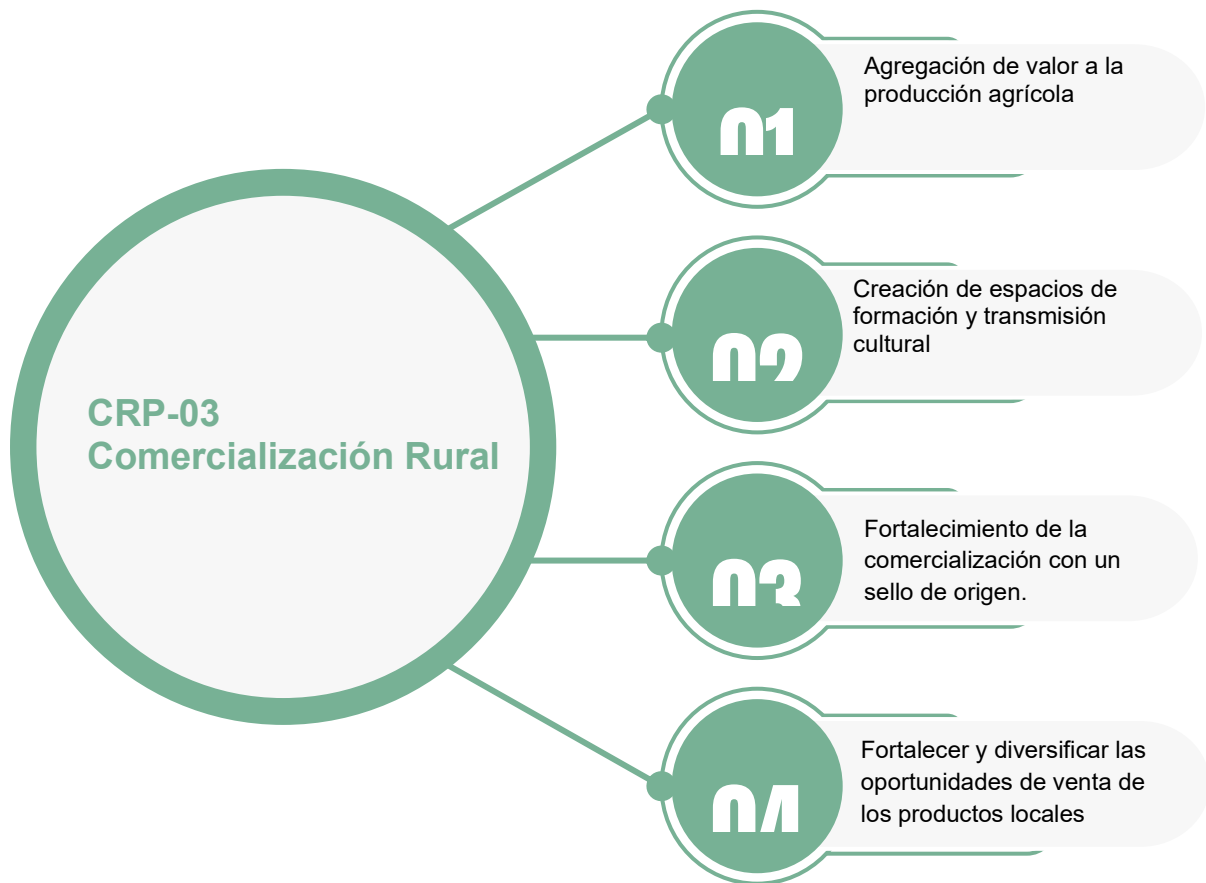 01
Agregación de valor a la
producción agrícola
02
Creación de espacios de
formación y transmisión
cultural
CRP-03
Comercialización Rural
03
Fortalecimiento de la
comercialización con un
sello de origen.
04
Fortalecer y diversificar las
oportunidades de venta de
los productos locales